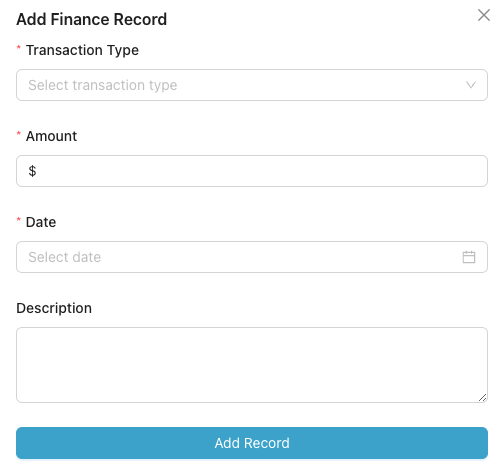 Add Finance Record
* Transaction Type
Select transaction type
* Amount
$
* Date
Select date
Description
Add Record